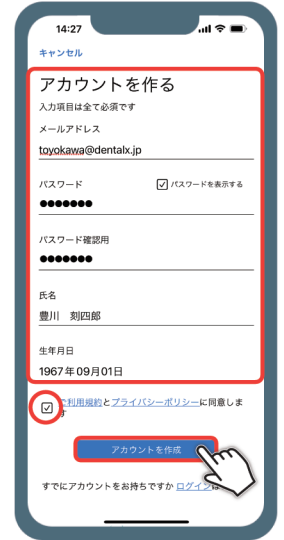 14:27
キャンセル
アカウントを作る
入力項目は全て必須です
メールアドレス
toyokawa@dentalx.jp
パスワード
パスワードを表示する
●●●●●●●
パスワード確認用
●●●●●●●
氏名
豊川 刻四郎
生年月日
1967年09月01日
ご利用規約とプライバシーポリシーに同意しま
す
アカウントを作成
すでにアカウントをお持ちですか ログイン